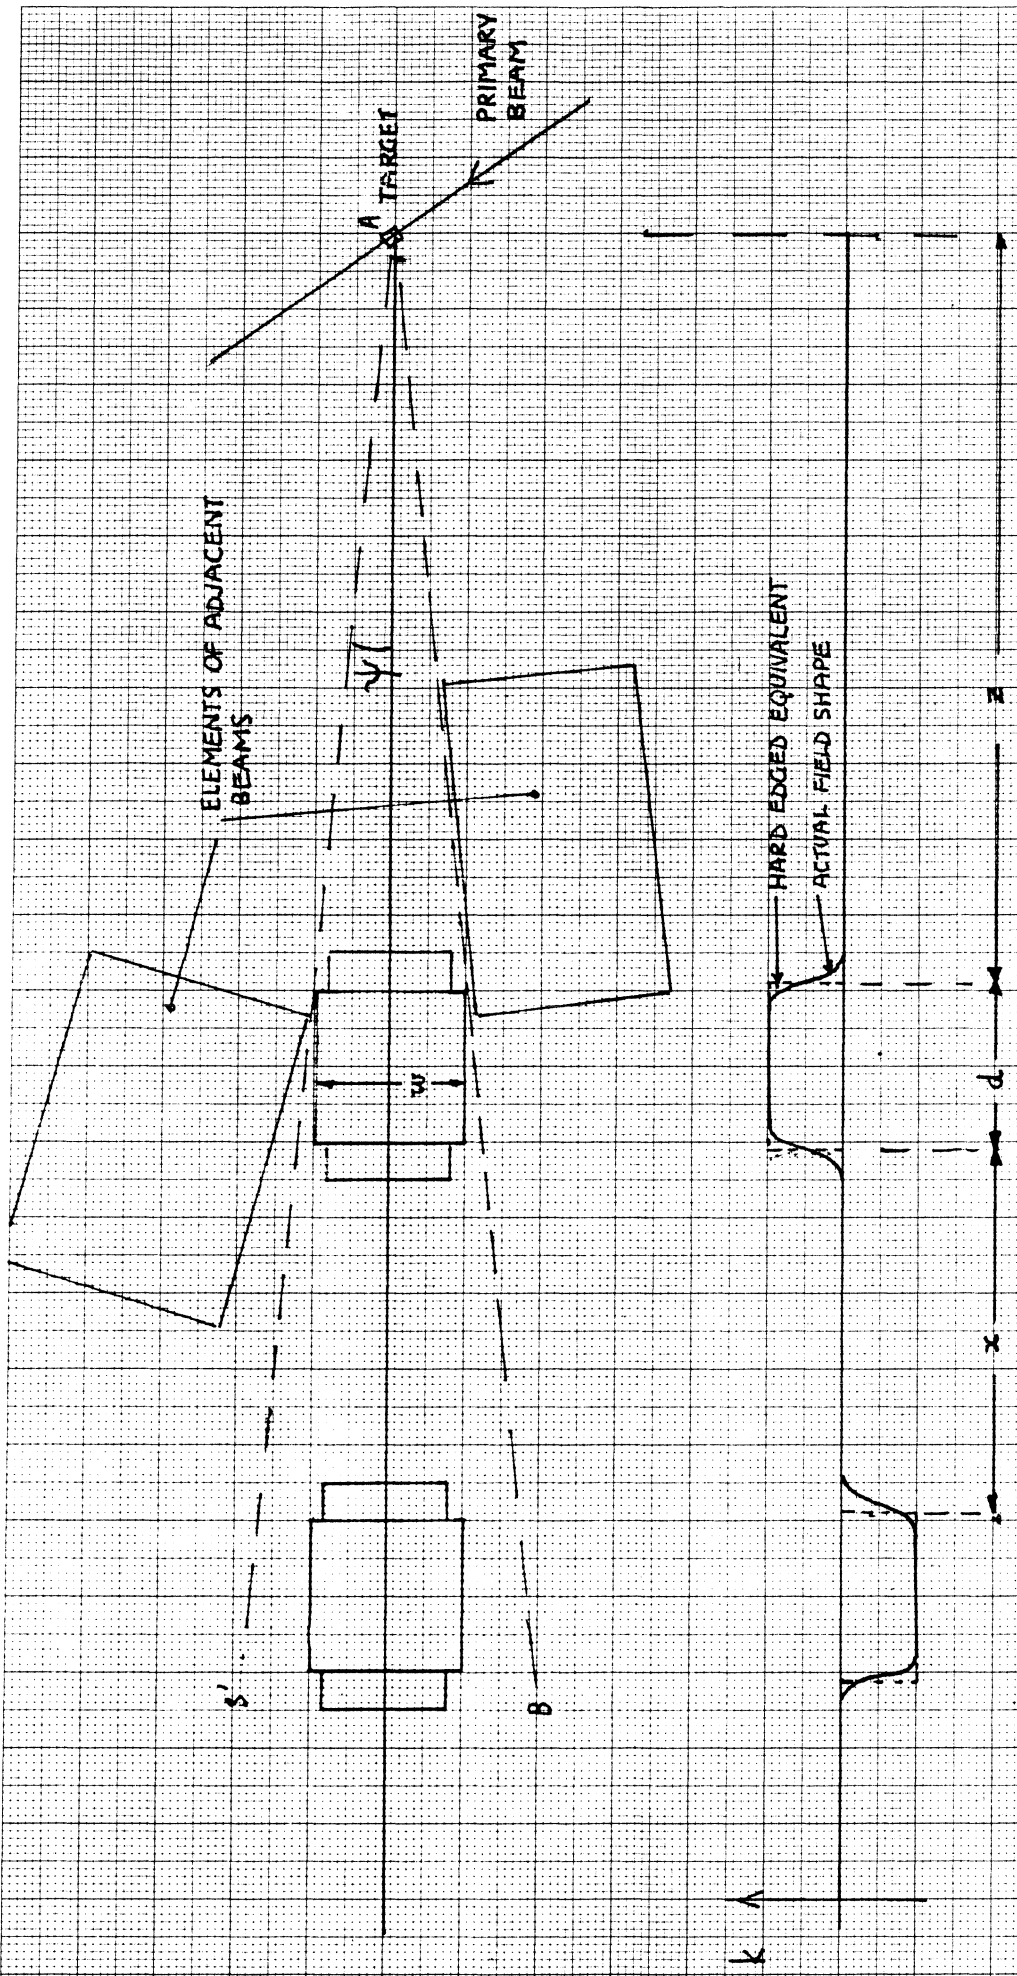 PRIMARY
BEAM
A TARGET
ELEMENTS OF ADJACENT
BEAMS
ψ
w
B'
B
HARD EDGED EQUIVALENT
ACTUAL FIELD SHAPE
k
x
d
z